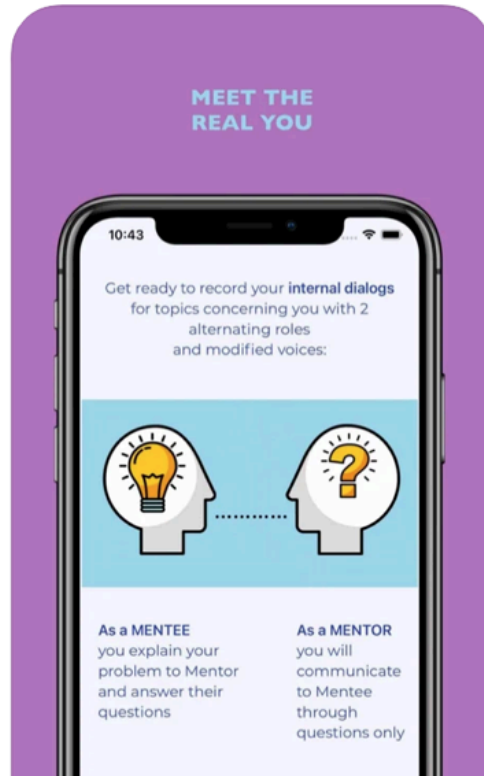 MEET THE
REAL YOU
10:43
Get ready to record your internal dialogs
for topics concerning you with 2
alternating roles
and modified voices:
As a MENTEE
you explain your
problem to Mentor
and answer their
questions
As a MENTOR
you will
communicate
to Mentee
through
questions only